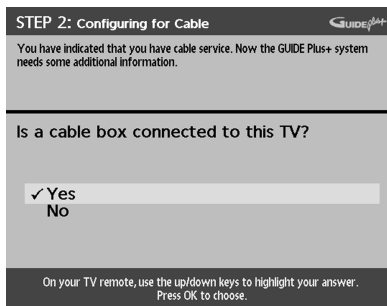 STEP 2: Configuring for Cable
GUIDE plus+
You have indicated that you have cable service. Now the GUIDE Plus+ system
needs some additional information.
Is a cable box connected to this TV?
✓ Yes
No
On your TV remote, use the up/down keys to highlight your answer.
Press OK to choose.